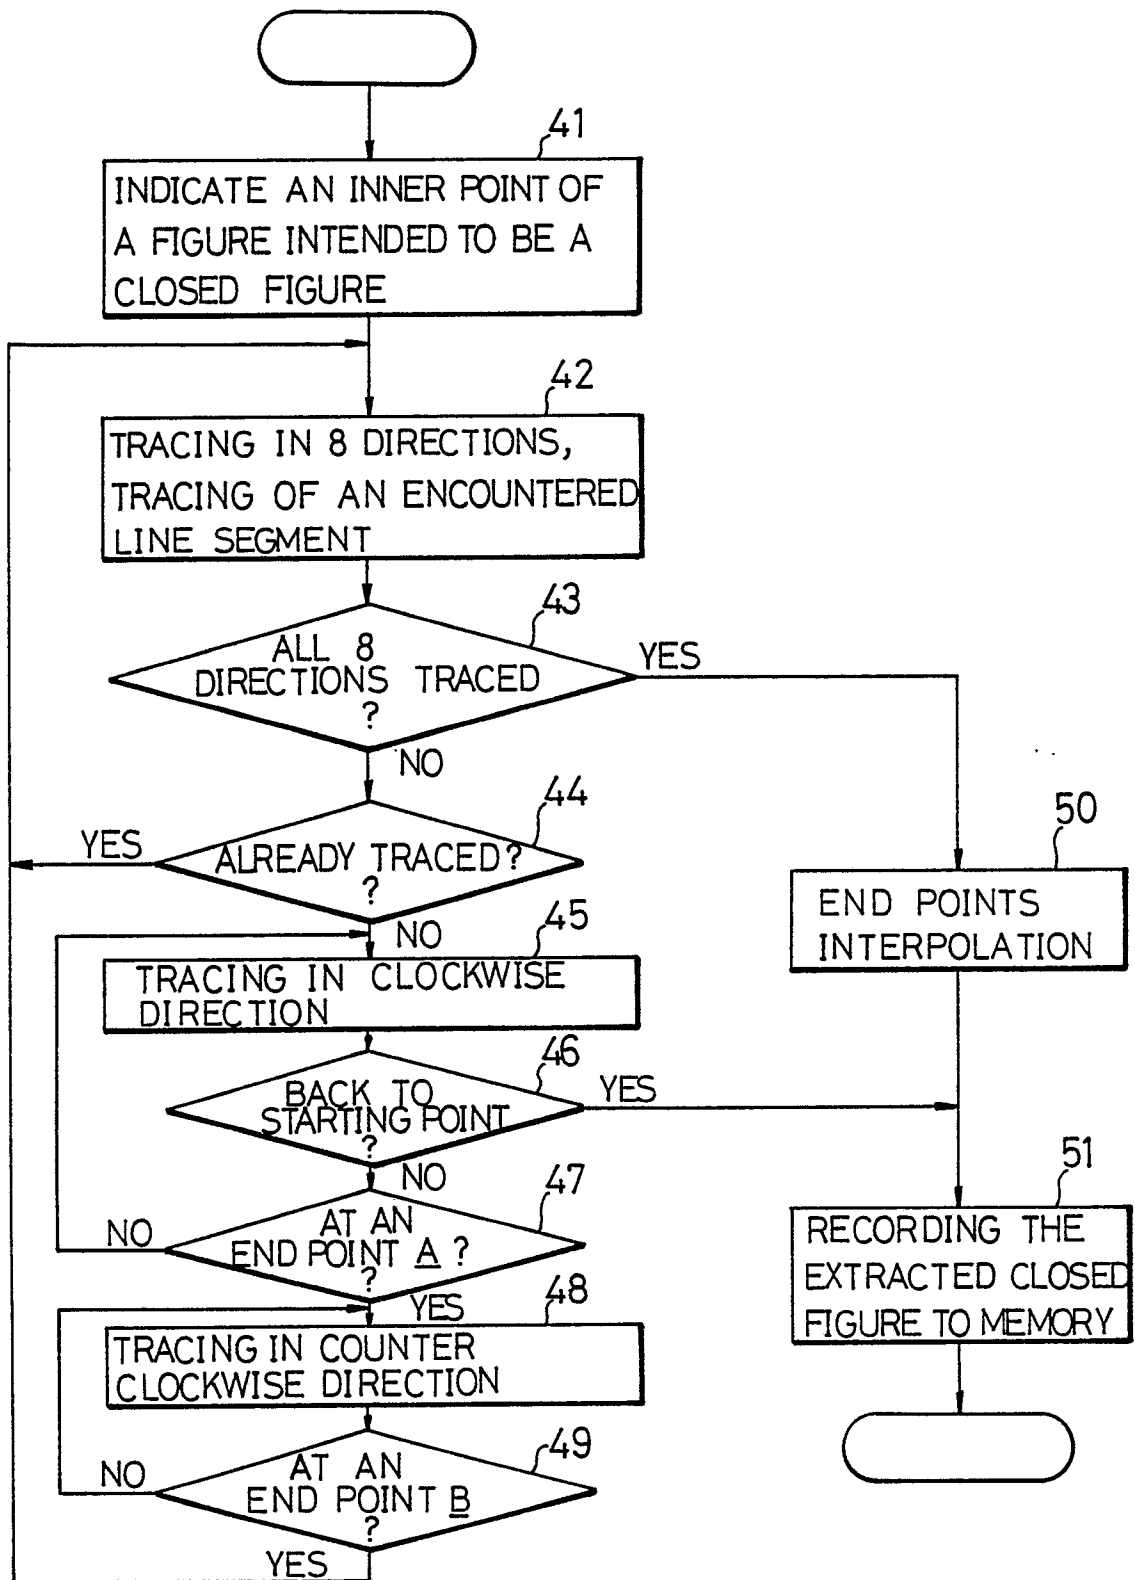 41
INDICATE AN INNER POINT OF
A FIGURE INTENDED TO BE A
CLOSED FIGURE
42
TRACING IN 8 DIRECTIONS,
TRACING OF AN ENCOUNTERED
LINE SEGMENT
43
ALL 8
DIRECTIONS TRACED
?
YES
NO
44
ALREADY TRACED?
?
YES
NO
45
TRACING IN CLOCKWISE
DIRECTION
46
BACK TO
STARTING POINT
?
YES
NO
47
AT AN
END POINT A ?
?
NO
YES
48
TRACING IN COUNTER
CLOCKWISE DIRECTION
49
AT AN
END POINT B
?
NO
YES
50
END POINTS
INTERPOLATION
51
RECORDING THE
EXTRACTED CLOSED
FIGURE TO MEMORY